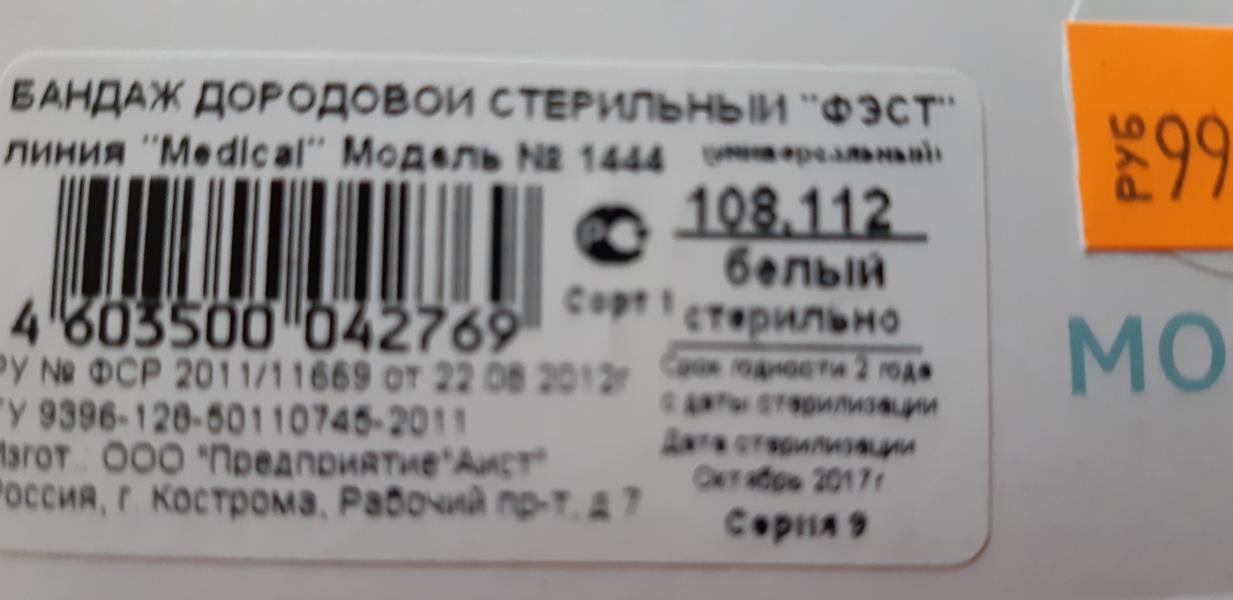 БАНДАЖ ДОРОДОВОЙ СТЕРИЛЬНЫЙ "ФЭСТ"
линия "Medical" Модель № 1444 (универсальный)
108,112
белый
Сорт 1
стерильно
4 603500 042769
РУ № ФСР 2011/11669 от 22.08.2012г
ТУ 9396-128-50110745-2011
Изгот.: ООО "Предприятие"Аист"
Россия, г. Кострома, Рабочий пр-т, д 7
Срок годности 2 года
с даты стерилизации
Дата стерилизации
Октябрь 2017г
Серия 9
РУБ 99
МО